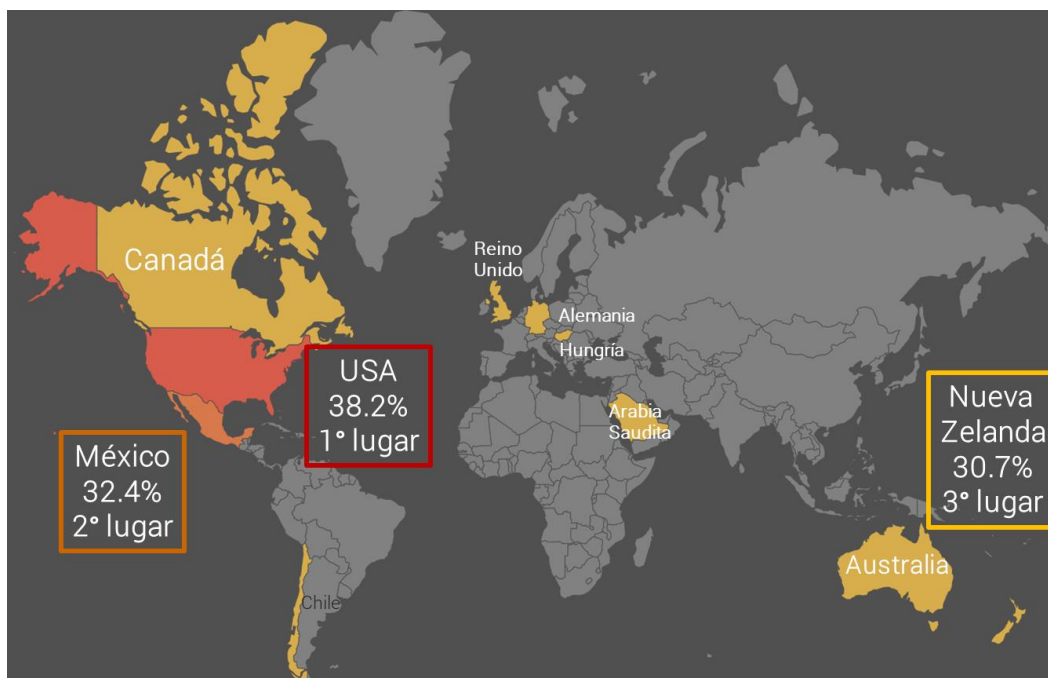 Canadá
Reino
Unido
Alemania
Hungría
USA
38.2%
1° lugar
Arabia
Saudita
Nueva
Zelanda
30.7%
3° lugar
México
32.4%
2° lugar
Australia
Chile